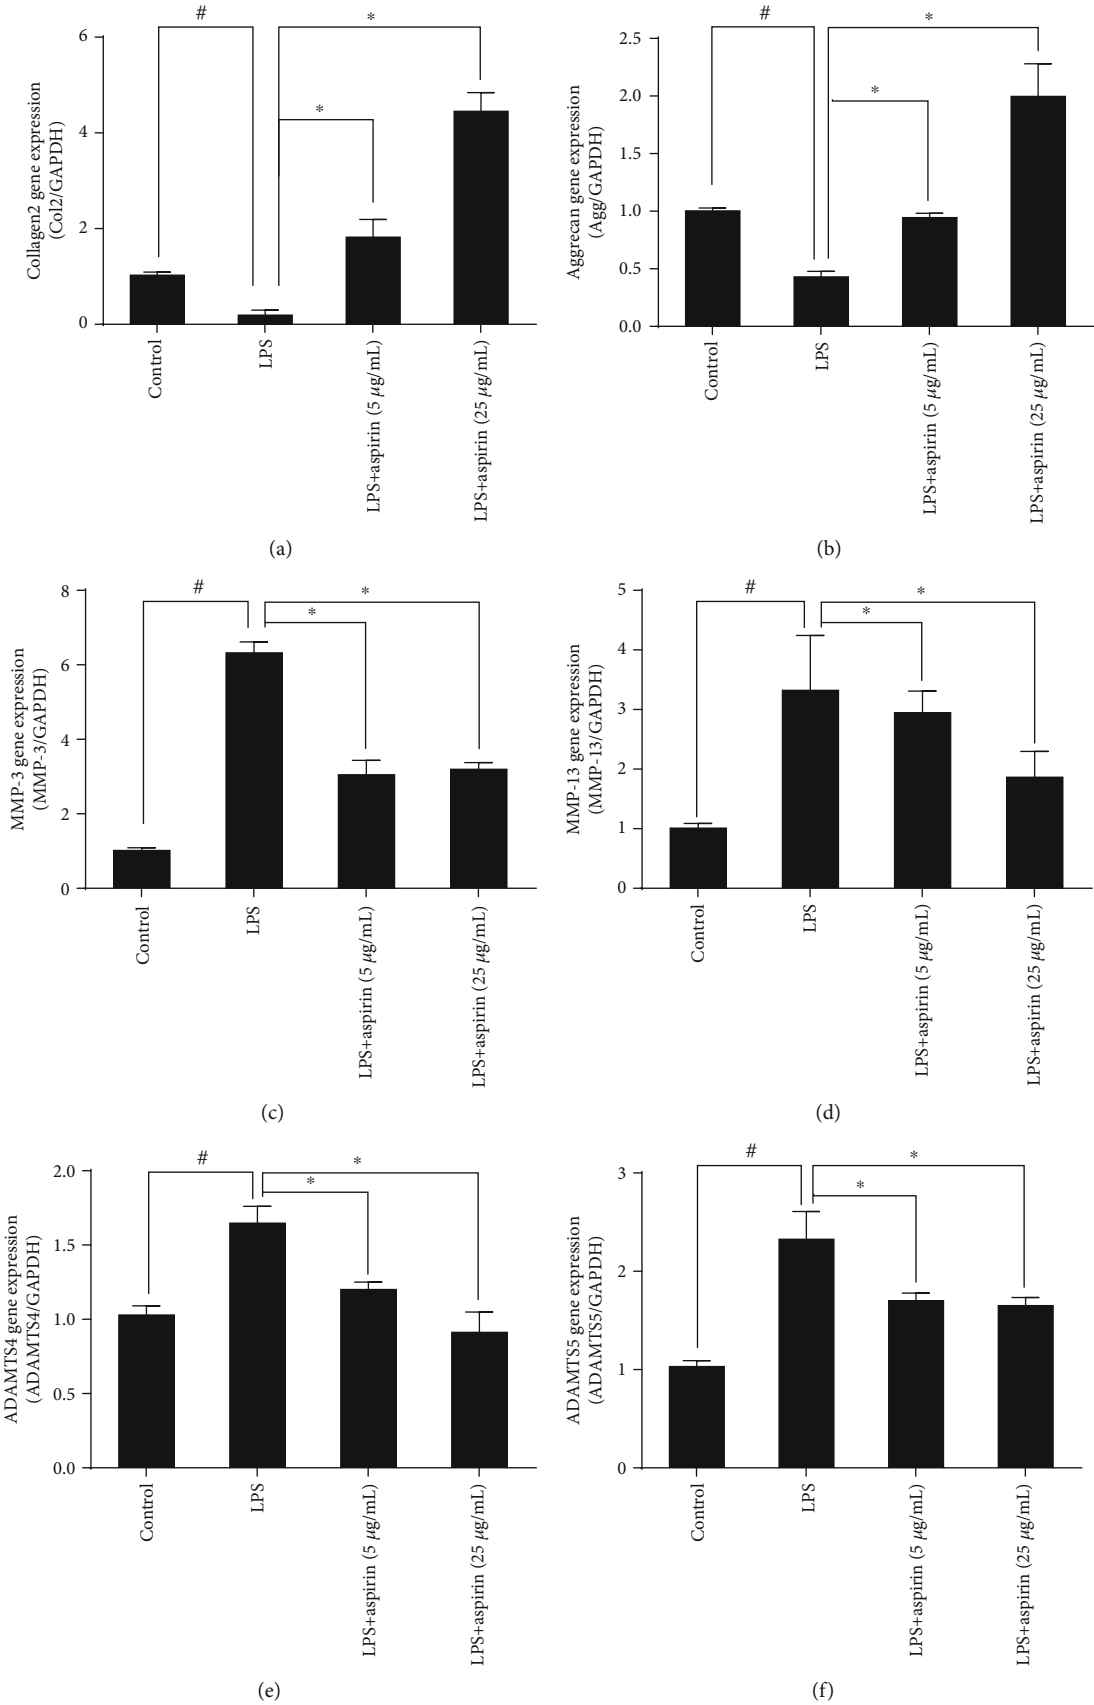 #
*
*
6
4
2
0
Collagen2 gene expression
(Col2/GAPDH)
Control
LPS
LPS+aspirin (5 μg/mL)
LPS+aspirin (25 μg/mL)
(a)
#
*
*
2.5
2.0
1.5
1.0
0.5
0.0
Aggrecan gene expression
(Agg/GAPDH)
Control
LPS
LPS+aspirin (5 μg/mL)
LPS+aspirin (25 μg/mL)
(b)
#
*
*
8
6
4
2
0
MMP-3 gene expression
(MMP-3/GAPDH)
Control
LPS
LPS+aspirin (5 μg/mL)
LPS+aspirin (25 μg/mL)
(c)
#
*
*
5
4
3
2
1
0
MMP-13 gene expression
(MMP-13/GAPDH)
Control
LPS
LPS+aspirin (5 μg/mL)
LPS+aspirin (25 μg/mL)
(d)
#
*
*
2.0
1.5
1.0
0.5
0.0
ADAMTS4 gene expression
(ADAMTS4/GAPDH)
Control
LPS
LPS+aspirin (5 μg/mL)
LPS+aspirin (25 μg/mL)
(e)
#
*
*
3
2
1
0
ADAMTS5 gene expression
(ADAMTS5/GAPDH)
Control
LPS
LPS+aspirin (5 μg/mL)
LPS+aspirin (25 μg/mL)
(f)